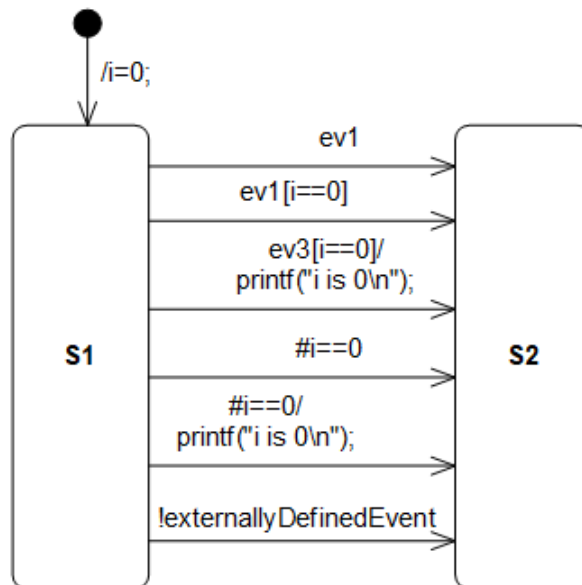 /i=0;
ev1
ev1[i==0]
ev3[i==0]/
printf("i is 0\n");
#i==0
S1
S2
#i==0/
printf("i is 0\n");
!externallyDefinedEvent